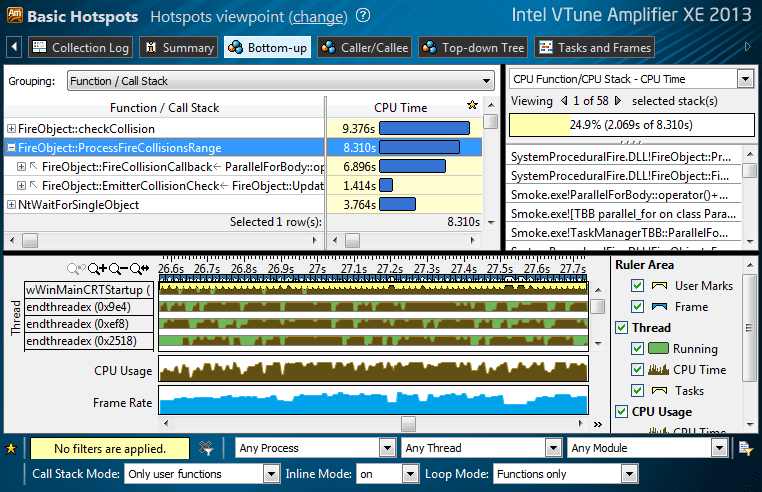 Am Basic Hotspots Hotspots viewpoint (change) ? Intel VTune Amplifier XE 2013
Collection Log Summary Bottom-up Caller/Callee Top-down Tree Tasks and Frames
Grouping: Function / Call Stack
Function / Call Stack CPU Time
FireObject::checkCollision 9.376s
FireObject::ProcessFireCollisionsRange 8.310s
FireObject::FireCollisionCallback← ParallelForBody::op 6.896s
FireObject::EmitterCollisionCheck← FireObject::Updat 1.414s
NtWaitForSingleObject 3.764s
Selected 1 row(s): 8.310s
CPU Function/CPU Stack - CPU Time
Viewing 1 of 58 selected stack(s)
24.9% (2.069s of 8.310s)
SystemProceduralFire.DLL!FireObject::Pr...
SystemProceduralFire.DLL!FireObject::Fi...
Smoke.exe!ParallelForBody::operator()+ ...
Smoke.exe![TBB parallel_for on class Para...
Smoke.exe!TaskManagerTBB::ParallelFo...
SystemProceduralFire.DLL!FireObject::U...
26.6s 26.7s 26.8s 26.9s 27s 27.1s 27.2s 27.3s 27.4s 27.5s 27.6s 27.7s
Thread
wWinMainCRTStartup (
endthreadex (0x9e4)
endthreadex (0xef8)
endthreadex (0x2518)
CPU Usage
Frame Rate
Ruler Area
User Marks
Frame
Thread
Running
CPU Time
Tasks
CPU Usage
CPU Time
No filters are applied. Any Process Any Thread Any Module
Call Stack Mode: Only user functions Inline Mode: on Loop Mode: Functions only